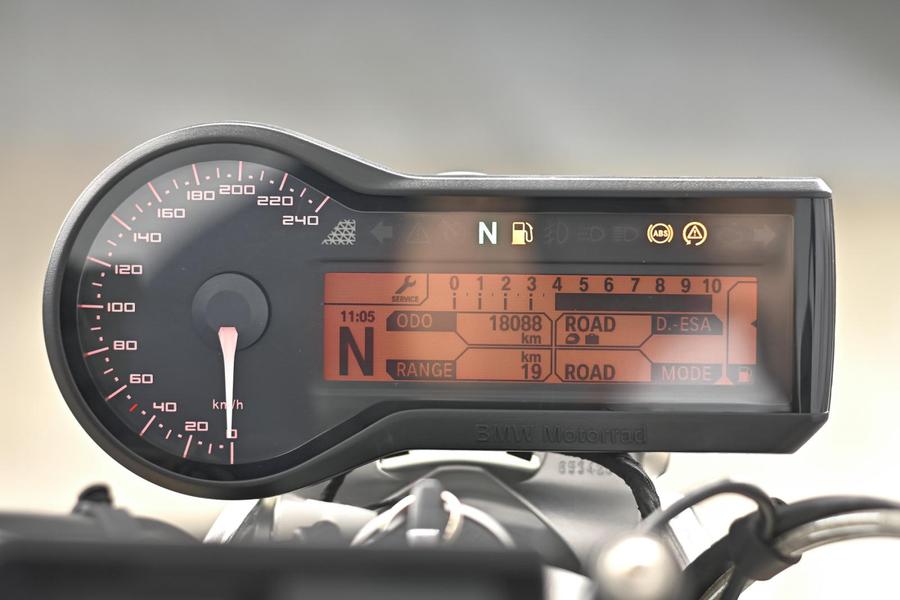 240
220
200
180
160
140
120
100
80
60
40
20
0
km/h
N
ABS
SERVICE
0 1 2 3 4 5 6 7 8 9 10
11:05
N
ODO 18088 km
ROAD D.-ESA
RANGE km 19
ROAD MODE
BMW Motorrad